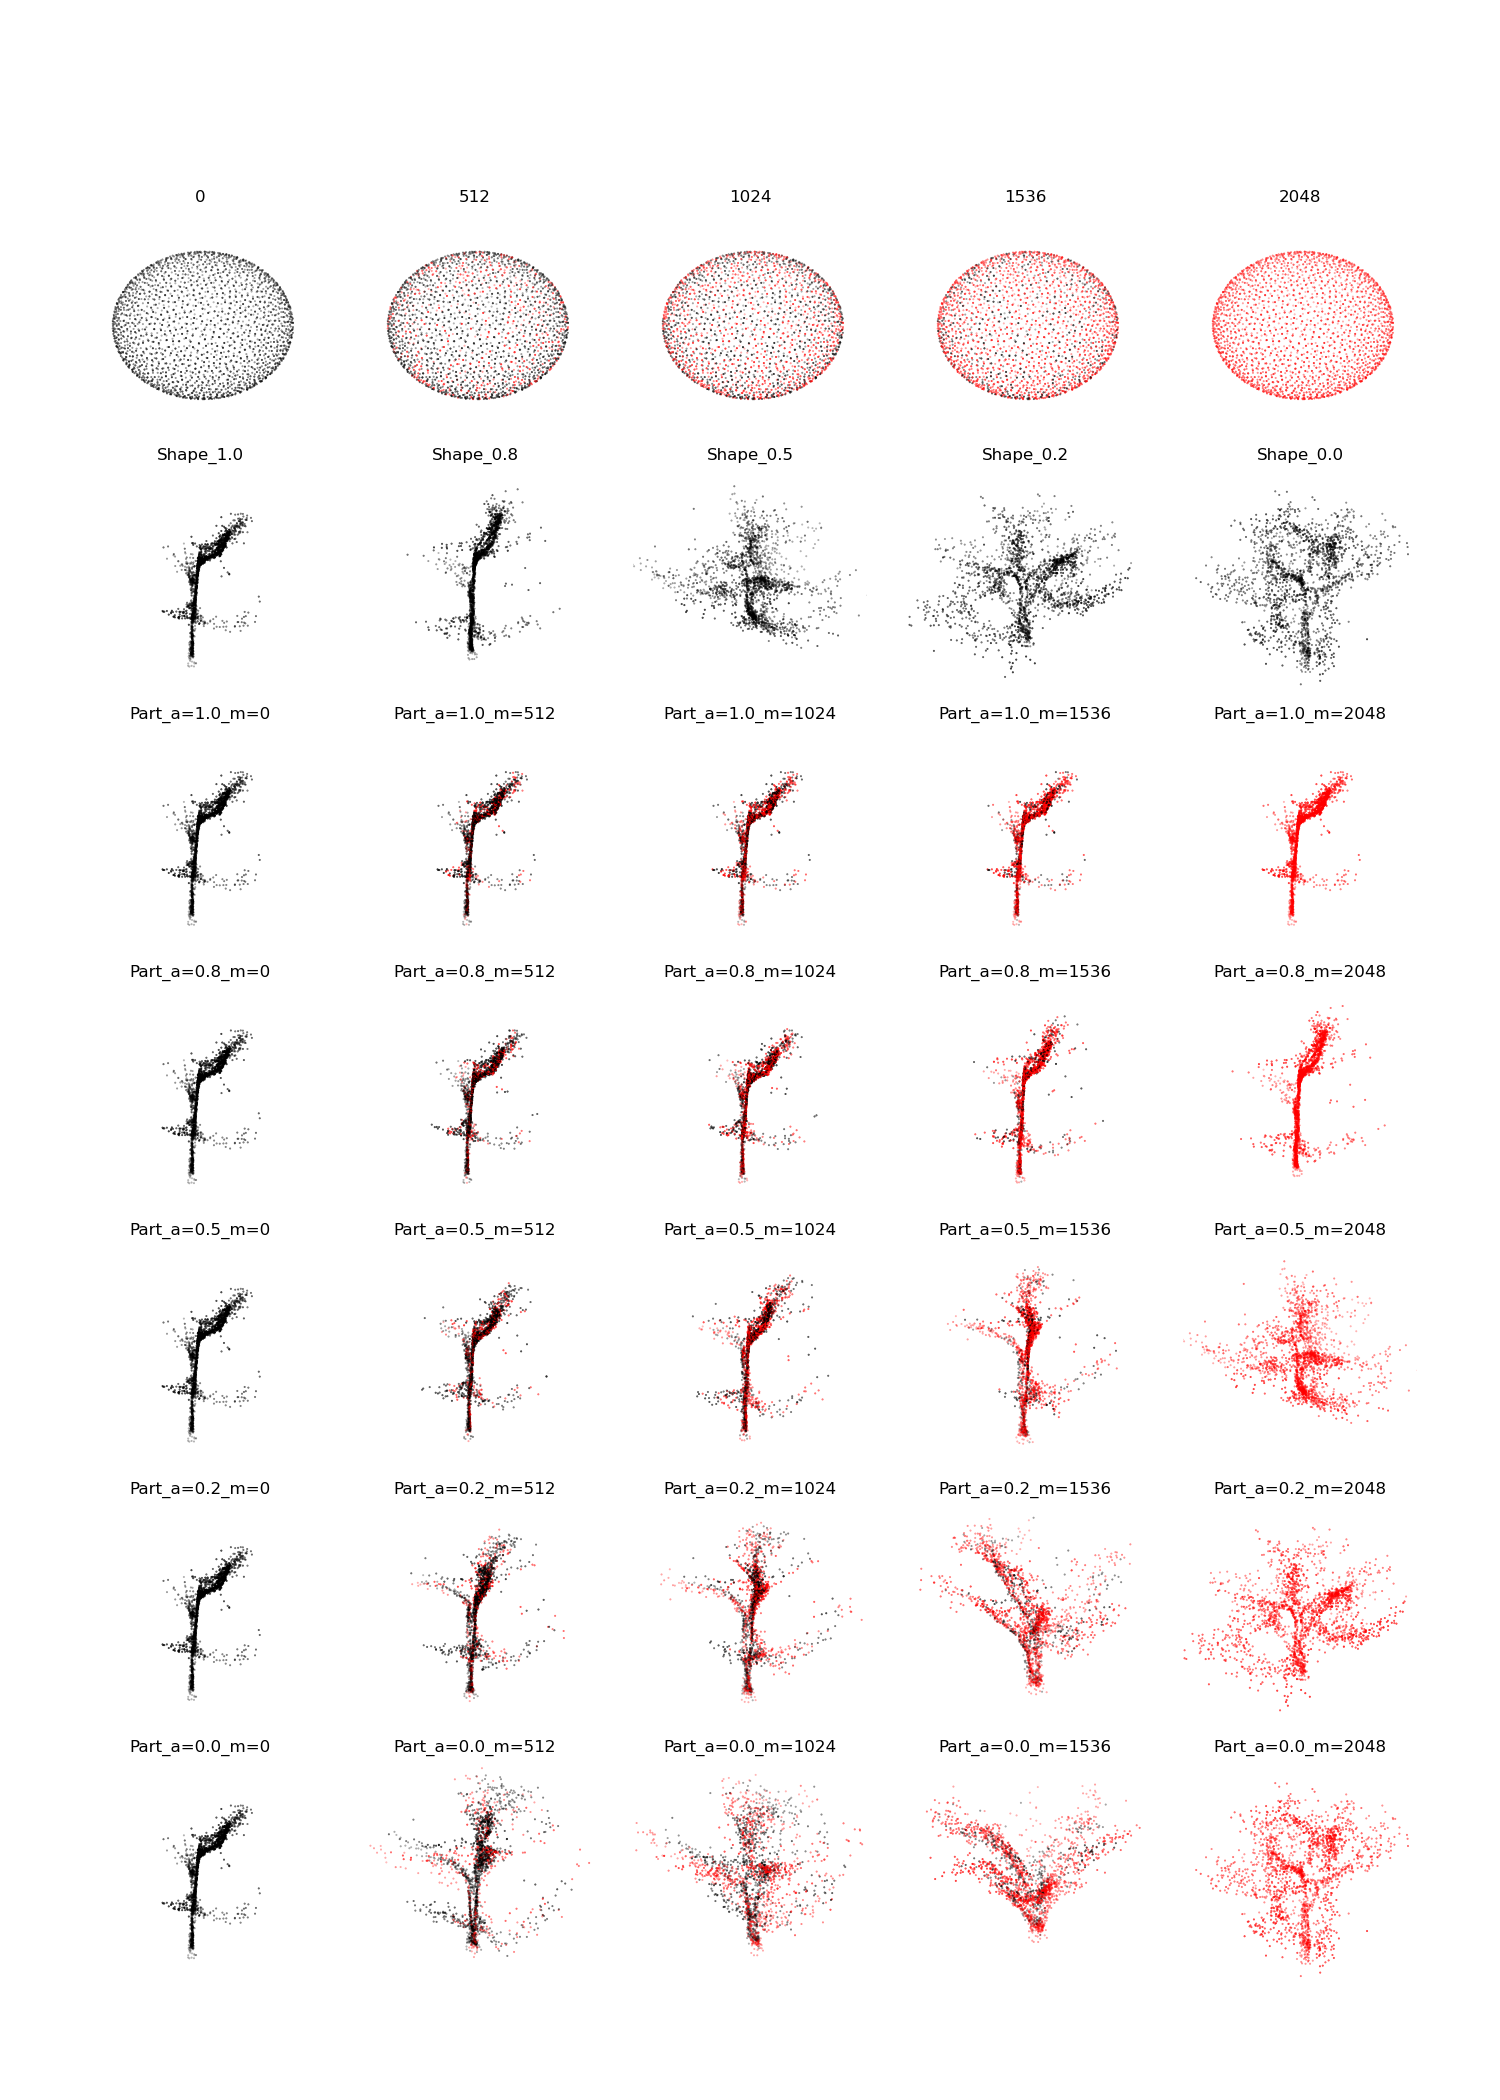 0 512 1024 1536 2048
Shape_1.0 Shape_0.8 Shape_0.5 Shape_0.2 Shape_0.0
Part_a=1.0_m=0 Part_a=1.0_m=512 Part_a=1.0_m=1024 Part_a=1.0_m=1536 Part_a=1.0_m=2048
Part_a=0.8_m=0 Part_a=0.8_m=512 Part_a=0.8_m=1024 Part_a=0.8_m=1536 Part_a=0.8_m=2048
Part_a=0.5_m=0 Part_a=0.5_m=512 Part_a=0.5_m=1024 Part_a=0.5_m=1536 Part_a=0.5_m=2048
Part_a=0.2_m=0 Part_a=0.2_m=512 Part_a=0.2_m=1024 Part_a=0.2_m=1536 Part_a=0.2_m=2048
Part_a=0.0_m=0 Part_a=0.0_m=512 Part_a=0.0_m=1024 Part_a=0.0_m=1536 Part_a=0.0_m=2048